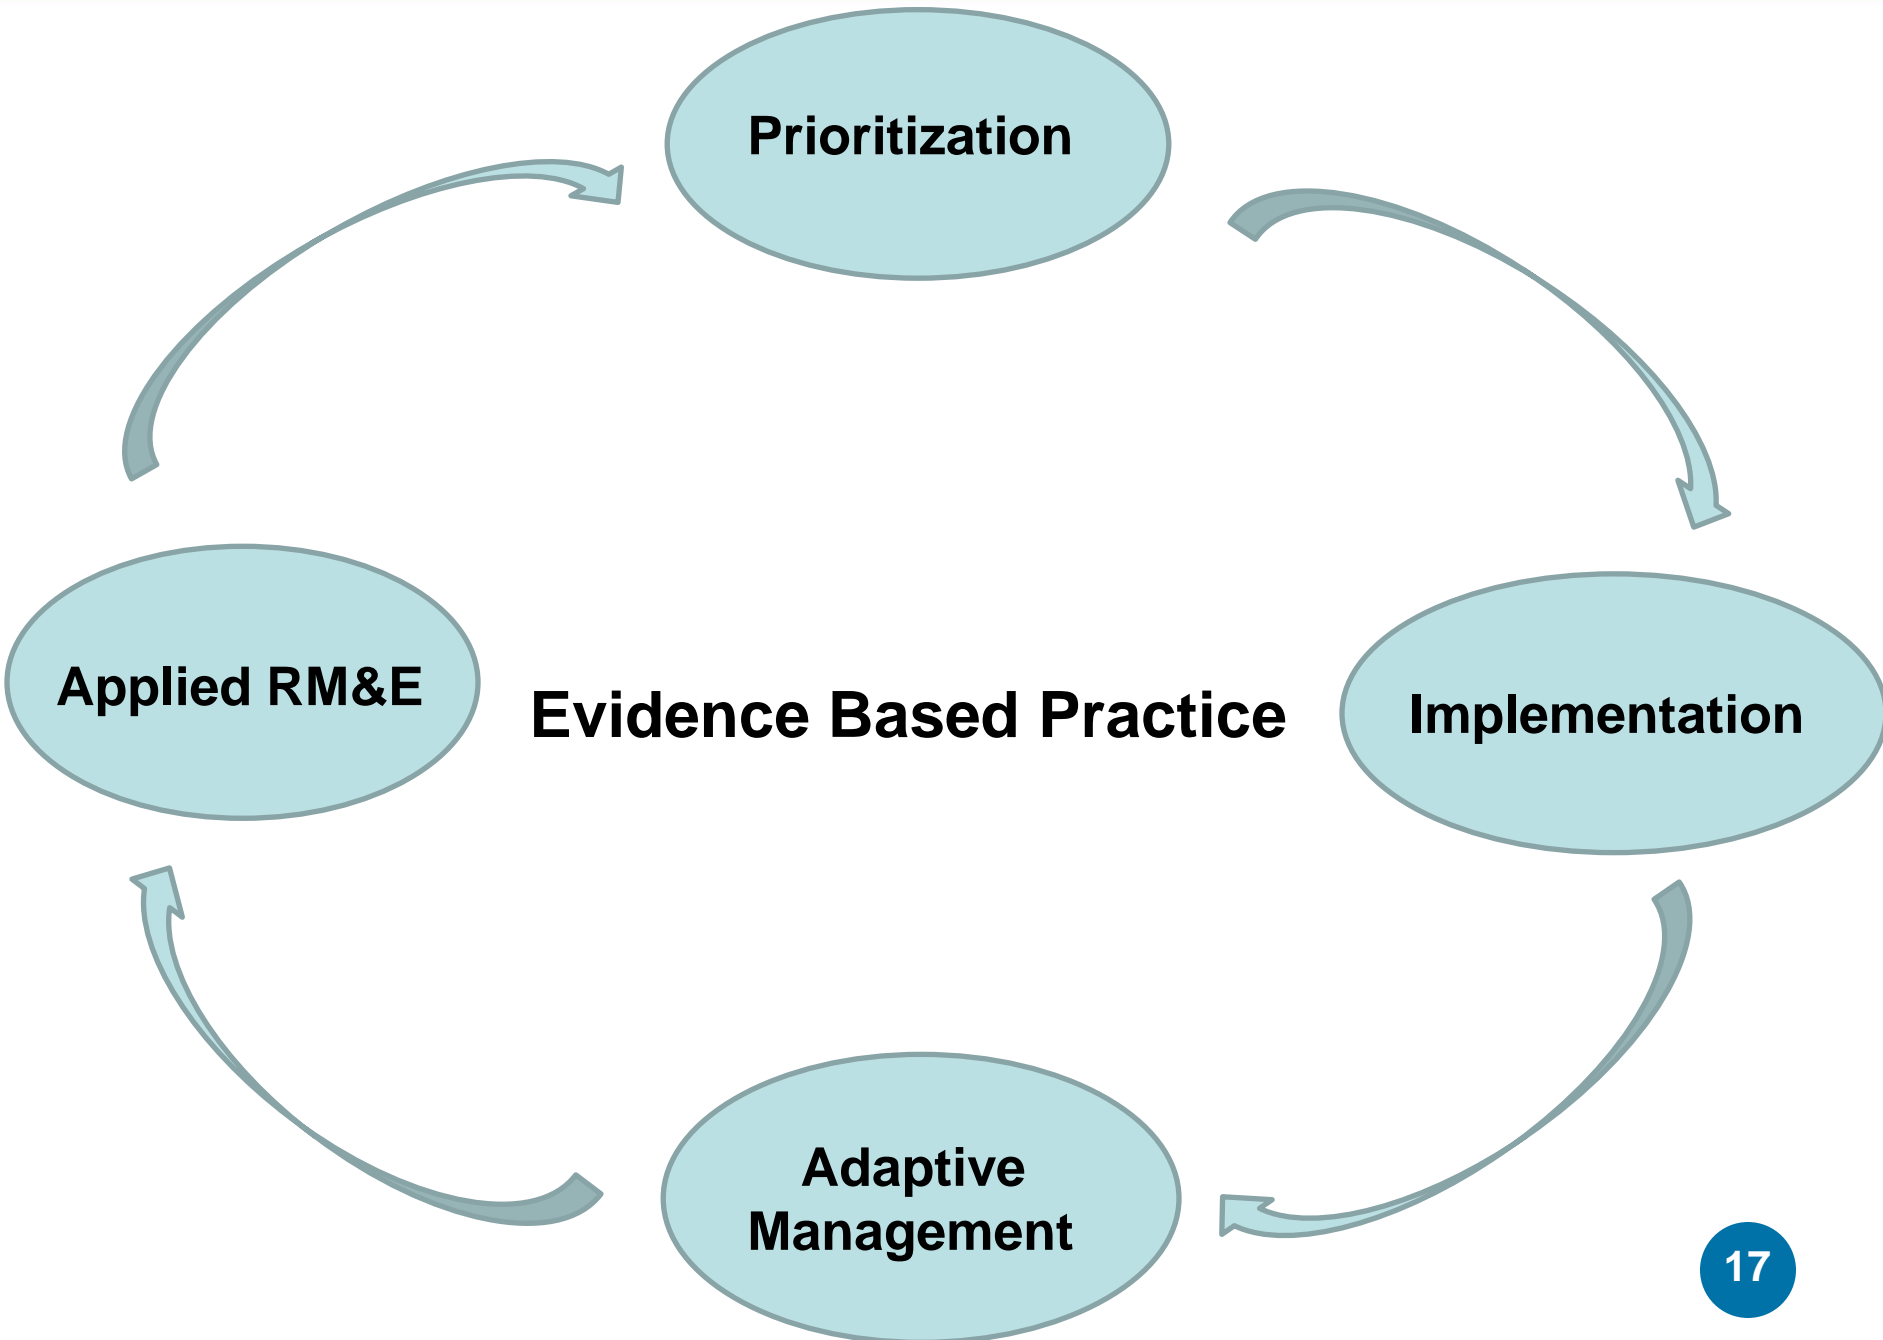 Prioritization
Applied RM&E
Evidence Based Practice
Implementation
Adaptive
Management
17